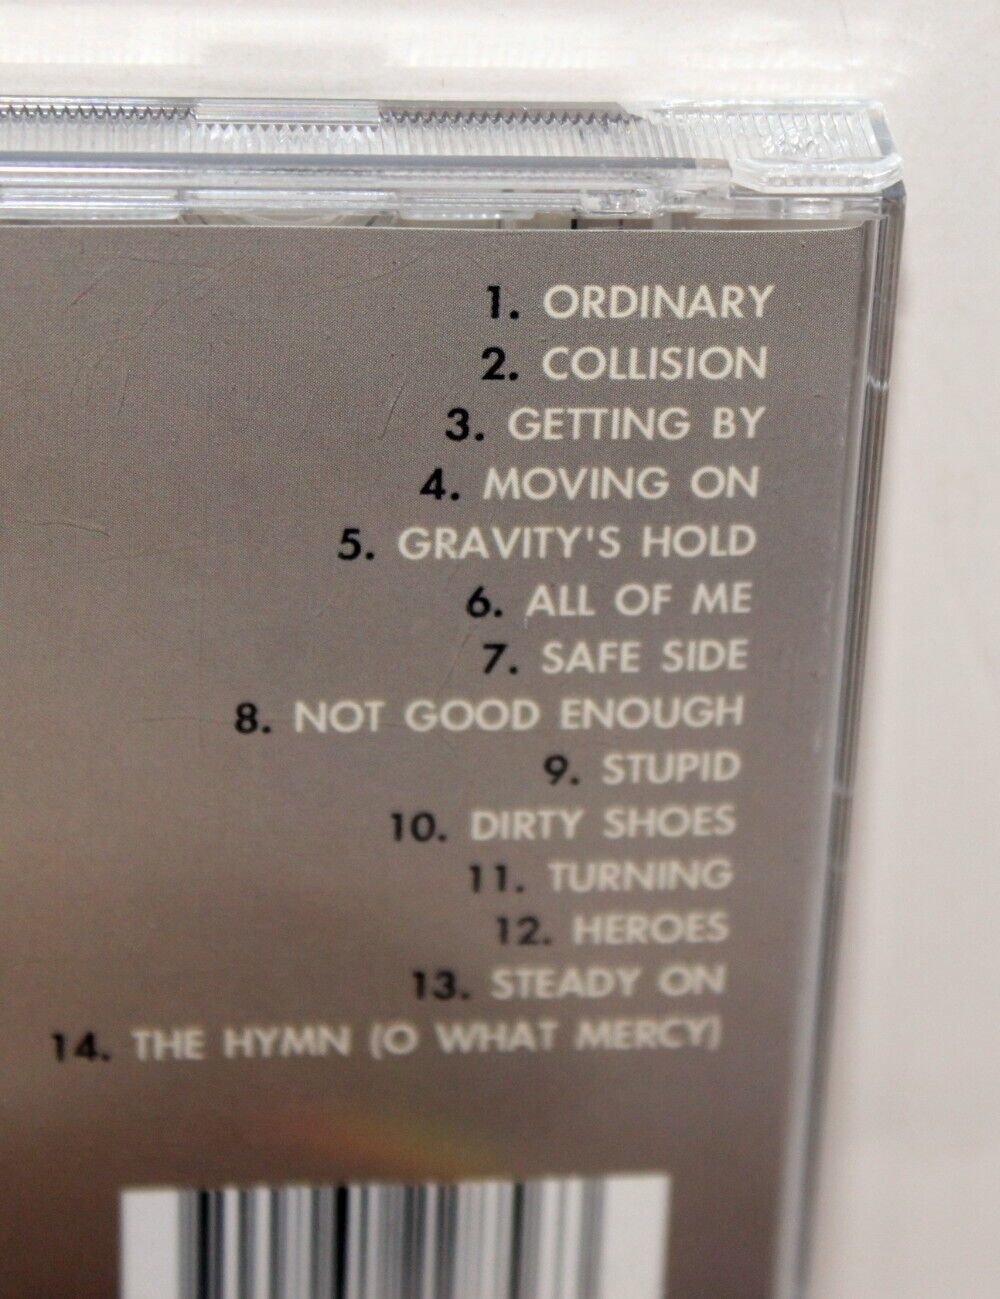 1. ORDINARY
2. COLLISION
3. GETTING BY
4. MOVING ON
5. GRAVITY'S HOLD
6. ALL OF ME
7. SAFE SIDE
8. NOT GOOD ENOUGH
9. STUPID
10. DIRTY SHOES
11. TURNING
12. HEROES
13. STEADY ON
14. THE HYMN (O WHAT MERCY)